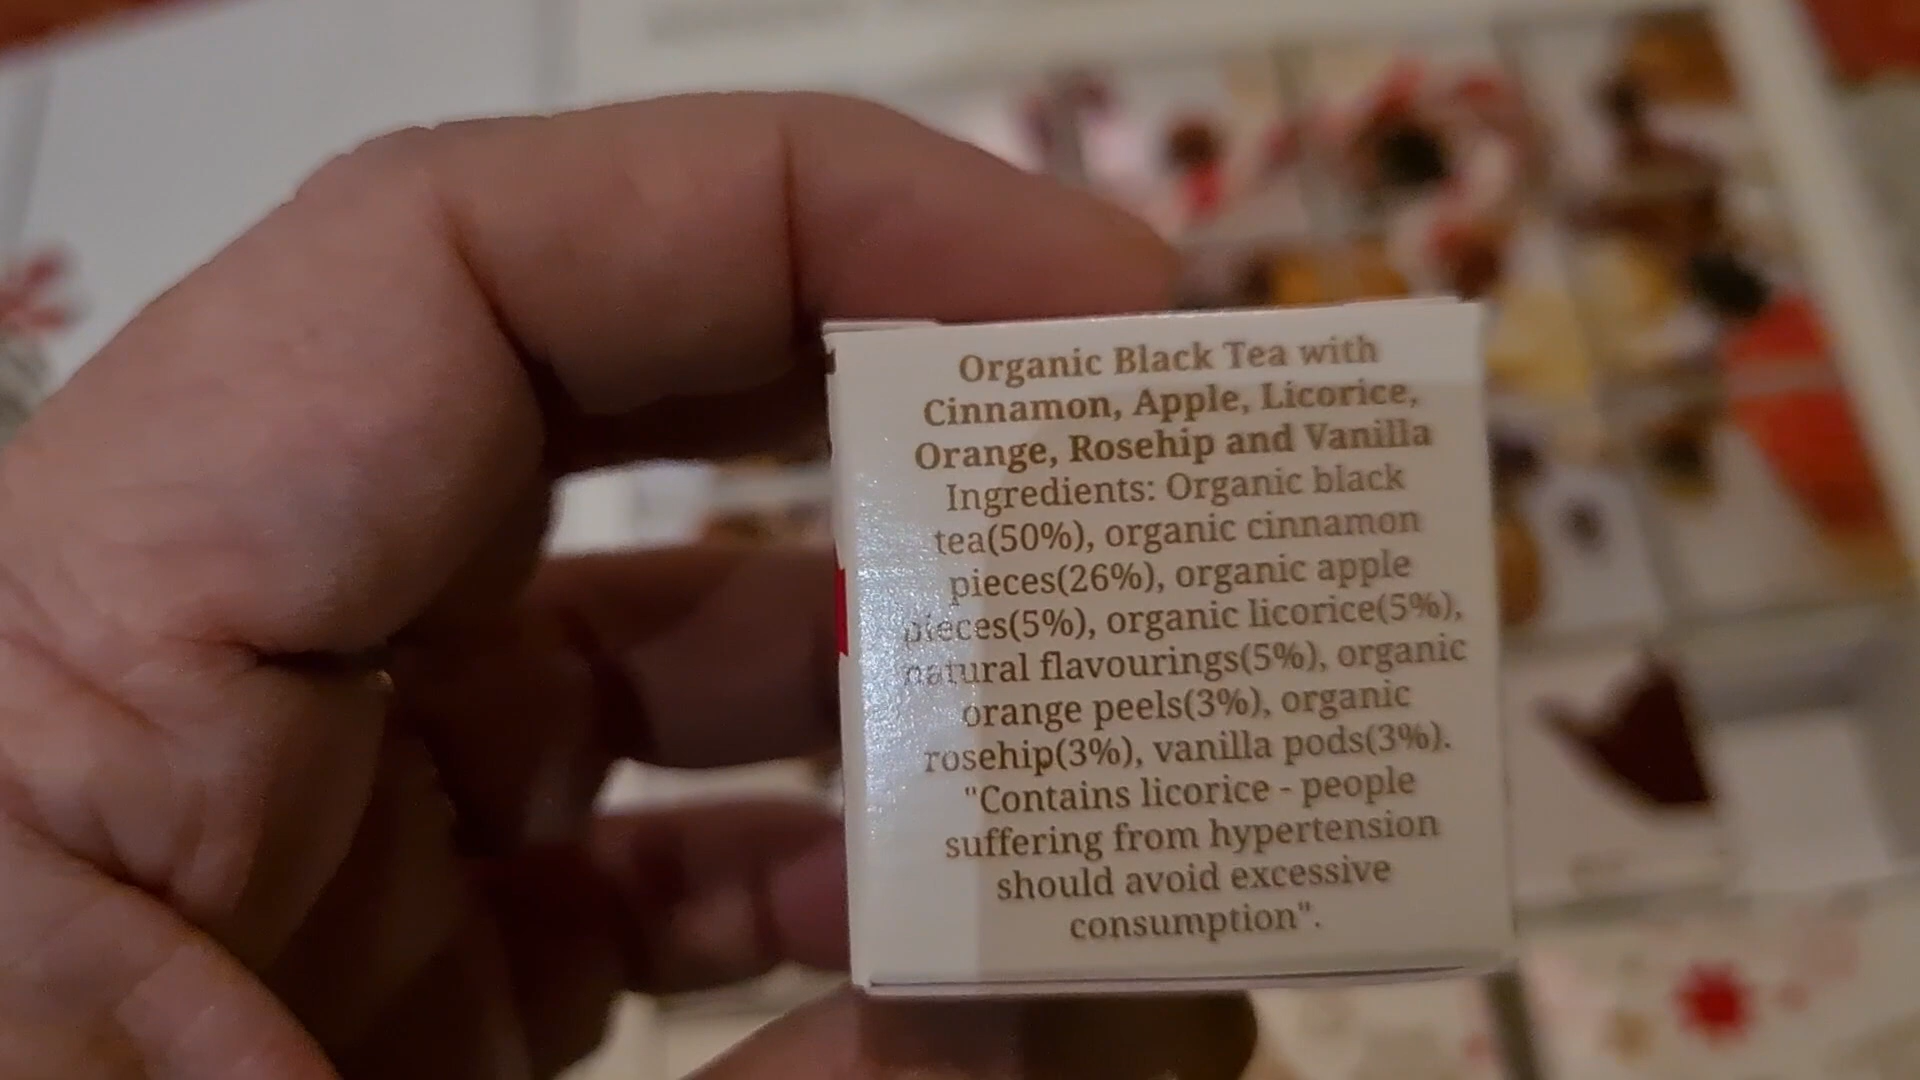 Organic Black Tea with
Cinnamon, Apple, Licorice,
Orange, Rosehip and Vanilla
Ingredients: Organic black
tea(50%), organic cinnamon
pieces(26%), organic apple
pieces(5%), organic licorice(5%),
natural flavourings(5%), organic
orange peels(3%), organic
rosehip(3%), vanilla pods(3%).
"Contains licorice - people
suffering from hypertension
should avoid excessive
consumption".